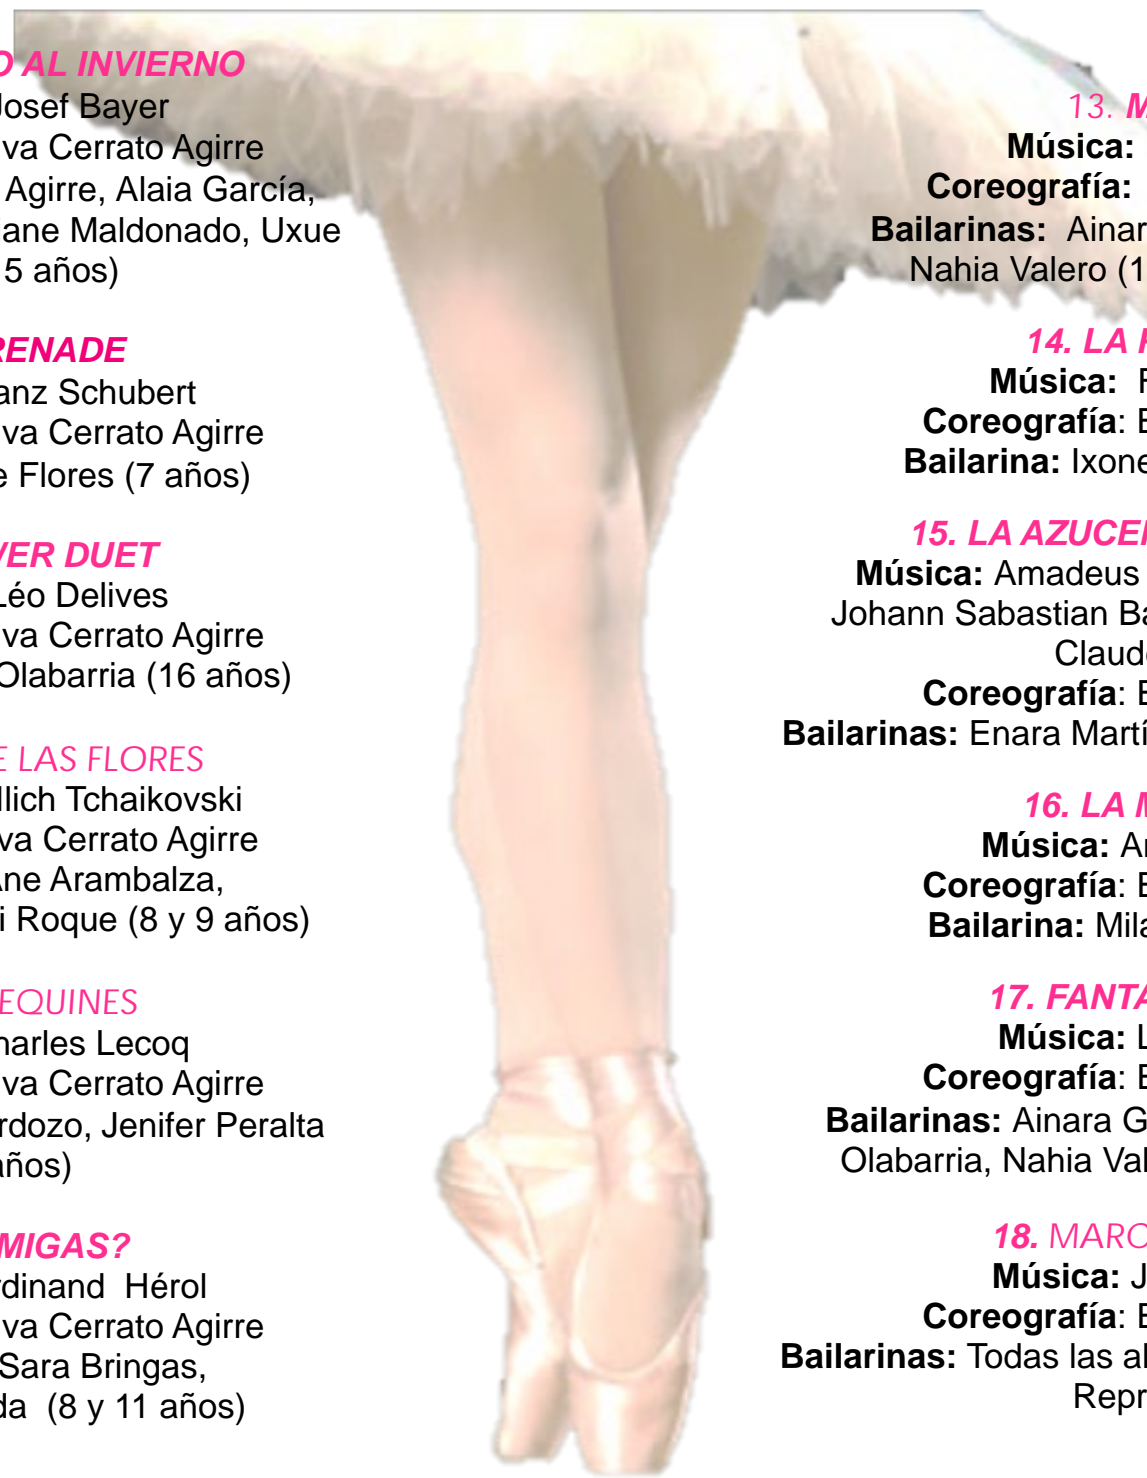 O AL INVIERNO
Josef Bayer
va Cerrato Agirre
Agirre, Alaia García,
ane Maldonado, Uxue
5 años)
RENADE
anz Schubert
va Cerrato Agirre
e Flores (7 años)
VER DUET
Léo Delives
va Cerrato Agirre
Olabarria (16 años)
E LAS FLORES
Ilich Tchaikovski
va Cerrato Agirre
Ane Arambalza,
i Roque (8 y 9 años)
EQUINES
harles Lecoq
va Cerrato Agirre
rdozo, Jenifer Peralta
años)
MIGAS?
rdinand Hérol
va Cerrato Agirre
Sara Bringas,
da (8 y 11 años)
13. M
Música:
Coreografía:
Bailarinas: Ainar
Nahia Valero (1
14. LA
Música: F
Coreografía: E
Bailarina: Ixone
15. LA AZUCE
Música: Amadeus
Johann Sabastian Ba
Claud
Coreografía: E
Bailarinas: Enara Martí
16. LA M
Música: A
Coreografía: E
Bailarina: Mila
17. FANTA
Música: L
Coreografía: E
Bailarinas: Ainara G
Olabarria, Nahia Val
18. MARC
Música: J
Coreografía: E
Bailarinas: Todas las al
Repr